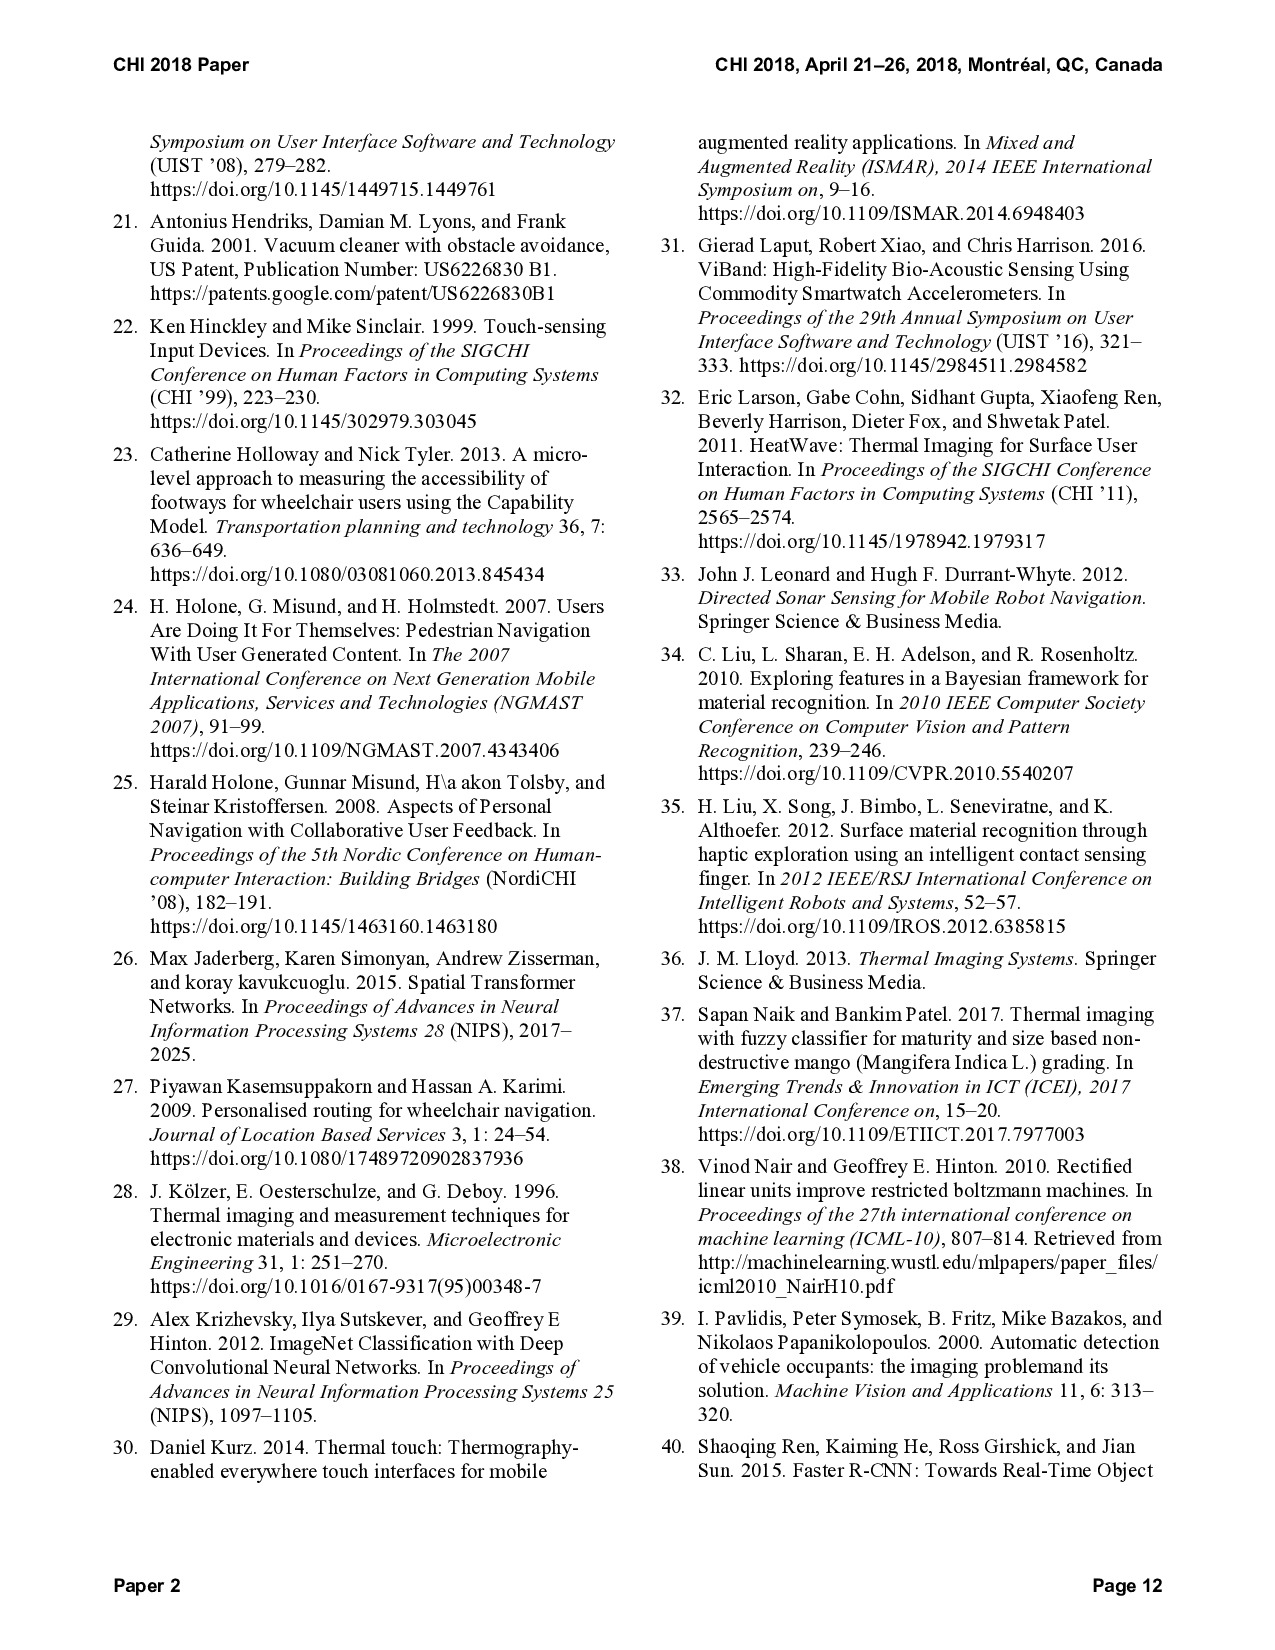 CHI 2018 Paper
CHI 2018, April 21–26, 2018, Montréal, QC, Canada
Symposium on User Interface Software and Technology
(UIST ’08), 279–282.
https://doi.org/10.1145/1449715.1449761
21. Antonius Hendriks, Damian M. Lyons, and Frank
Guida. 2001. Vacuum cleaner with obstacle avoidance,
US Patent, Publication Number: US6226830 B1.
https://patents.google.com/patent/US6226830B1
22. Ken Hinckley and Mike Sinclair. 1999. Touch-sensing
Input Devices. In Proceedings of the SIGCHI
Conference on Human Factors in Computing Systems
(CHI ’99), 223–230.
https://doi.org/10.1145/302979.303045
23. Catherine Holloway and Nick Tyler. 2013. A micro-
level approach to measuring the accessibility of
footways for wheelchair users using the Capability
Model. Transportation planning and technology 36, 7:
636–649.
https://doi.org/10.1080/03081060.2013.845434
24. H. Holone, G. Misund, and H. Holmstedt. 2007. Users
Are Doing It For Themselves: Pedestrian Navigation
With User Generated Content. In The 2007
International Conference on Next Generation Mobile
Applications, Services and Technologies (NGMAST
2007), 91–99.
https://doi.org/10.1109/NGMAST.2007.4343406
25. Harald Holone, Gunnar Misund, H\a akon Tolsby, and
Steinar Kristoffersen. 2008. Aspects of Personal
Navigation with Collaborative User Feedback. In
Proceedings of the 5th Nordic Conference on Human-
computer Interaction: Building Bridges (NordiCHI
’08), 182–191.
https://doi.org/10.1145/1463160.1463180
26. Max Jaderberg, Karen Simonyan, Andrew Zisserman,
and koray kavukcuoglu. 2015. Spatial Transformer
Networks. In Proceedings of Advances in Neural
Information Processing Systems 28 (NIPS), 2017–
2025.
27. Piyawan Kasemsuppakorn and Hassan A. Karimi.
2009. Personalised routing for wheelchair navigation.
Journal of Location Based Services 3, 1: 24–54.
https://doi.org/10.1080/17489720902837936
28. J. Kölzer, E. Oesterschulze, and G. Deboy. 1996.
Thermal imaging and measurement techniques for
electronic materials and devices. Microelectronic
Engineering 31, 1: 251–270.
https://doi.org/10.1016/0167-9317(95)00348-7
29. Alex Krizhevsky, Ilya Sutskever, and Geoffrey E
Hinton. 2012. ImageNet Classification with Deep
Convolutional Neural Networks. In Proceedings of
Advances in Neural Information Processing Systems 25
(NIPS), 1097–1105.
30. Daniel Kurz. 2014. Thermal touch: Thermography-
enabled everywhere touch interfaces for mobile
augmented reality applications. In Mixed and
Augmented Reality (ISMAR), 2014 IEEE International
Symposium on, 9–16.
https://doi.org/10.1109/ISMAR.2014.6948403
31. Gierad Laput, Robert Xiao, and Chris Harrison. 2016.
ViBand: High-Fidelity Bio-Acoustic Sensing Using
Commodity Smartwatch Accelerometers. In
Proceedings of the 29th Annual Symposium on User
Interface Software and Technology (UIST ’16), 321–
333. https://doi.org/10.1145/2984511.2984582
32. Eric Larson, Gabe Cohn, Sidhant Gupta, Xiaofeng Ren,
Beverly Harrison, Dieter Fox, and Shwetak Patel.
2011. HeatWave: Thermal Imaging for Surface User
Interaction. In Proceedings of the SIGCHI Conference
on Human Factors in Computing Systems (CHI ’11),
2565–2574.
https://doi.org/10.1145/1978942.1979317
33. John J. Leonard and Hugh F. Durrant-Whyte. 2012.
Directed Sonar Sensing for Mobile Robot Navigation.
Springer Science & Business Media.
34. C. Liu, L. Sharan, E. H. Adelson, and R. Rosenholtz.
2010. Exploring features in a Bayesian framework for
material recognition. In 2010 IEEE Computer Society
Conference on Computer Vision and Pattern
Recognition, 239–246.
https://doi.org/10.1109/CVPR.2010.5540207
35. H. Liu, X. Song, J. Bimbo, L. Seneviratne, and K.
Althoefer. 2012. Surface material recognition through
haptic exploration using an intelligent contact sensing
finger. In 2012 IEEE/RSJ International Conference on
Intelligent Robots and Systems, 52–57.
https://doi.org/10.1109/IROS.2012.6385815
36. J. M. Lloyd. 2013. Thermal Imaging Systems. Springer
Science & Business Media.
37. Sapan Naik and Bankim Patel. 2017. Thermal imaging
with fuzzy classifier for maturity and size based non-
destructive mango (Mangifera Indica L.) grading. In
Emerging Trends & Innovation in ICT (ICEI), 2017
International Conference on, 15–20.
https://doi.org/10.1109/ETIICT.2017.7977003
38. Vinod Nair and Geoffrey E. Hinton. 2010. Rectified
linear units improve restricted boltzmann machines. In
Proceedings of the 27th international conference on
machine learning (ICML-10), 807–814. Retrieved from
http://machinelearning.wustl.edu/mlpapers/paper_files/
icml2010_NairH10.pdf
39. I. Pavlidis, Peter Symosek, B. Fritz, Mike Bazakos, and
Nikolaos Papanikolopoulos. 2000. Automatic detection
of vehicle occupants: the imaging problemand its
solution. Machine Vision and Applications 11, 6: 313–
320.
40. Shaoqing Ren, Kaiming He, Ross Girshick, and Jian
Sun. 2015. Faster R-CNN: Towards Real-Time Object
Paper 2
Page 12